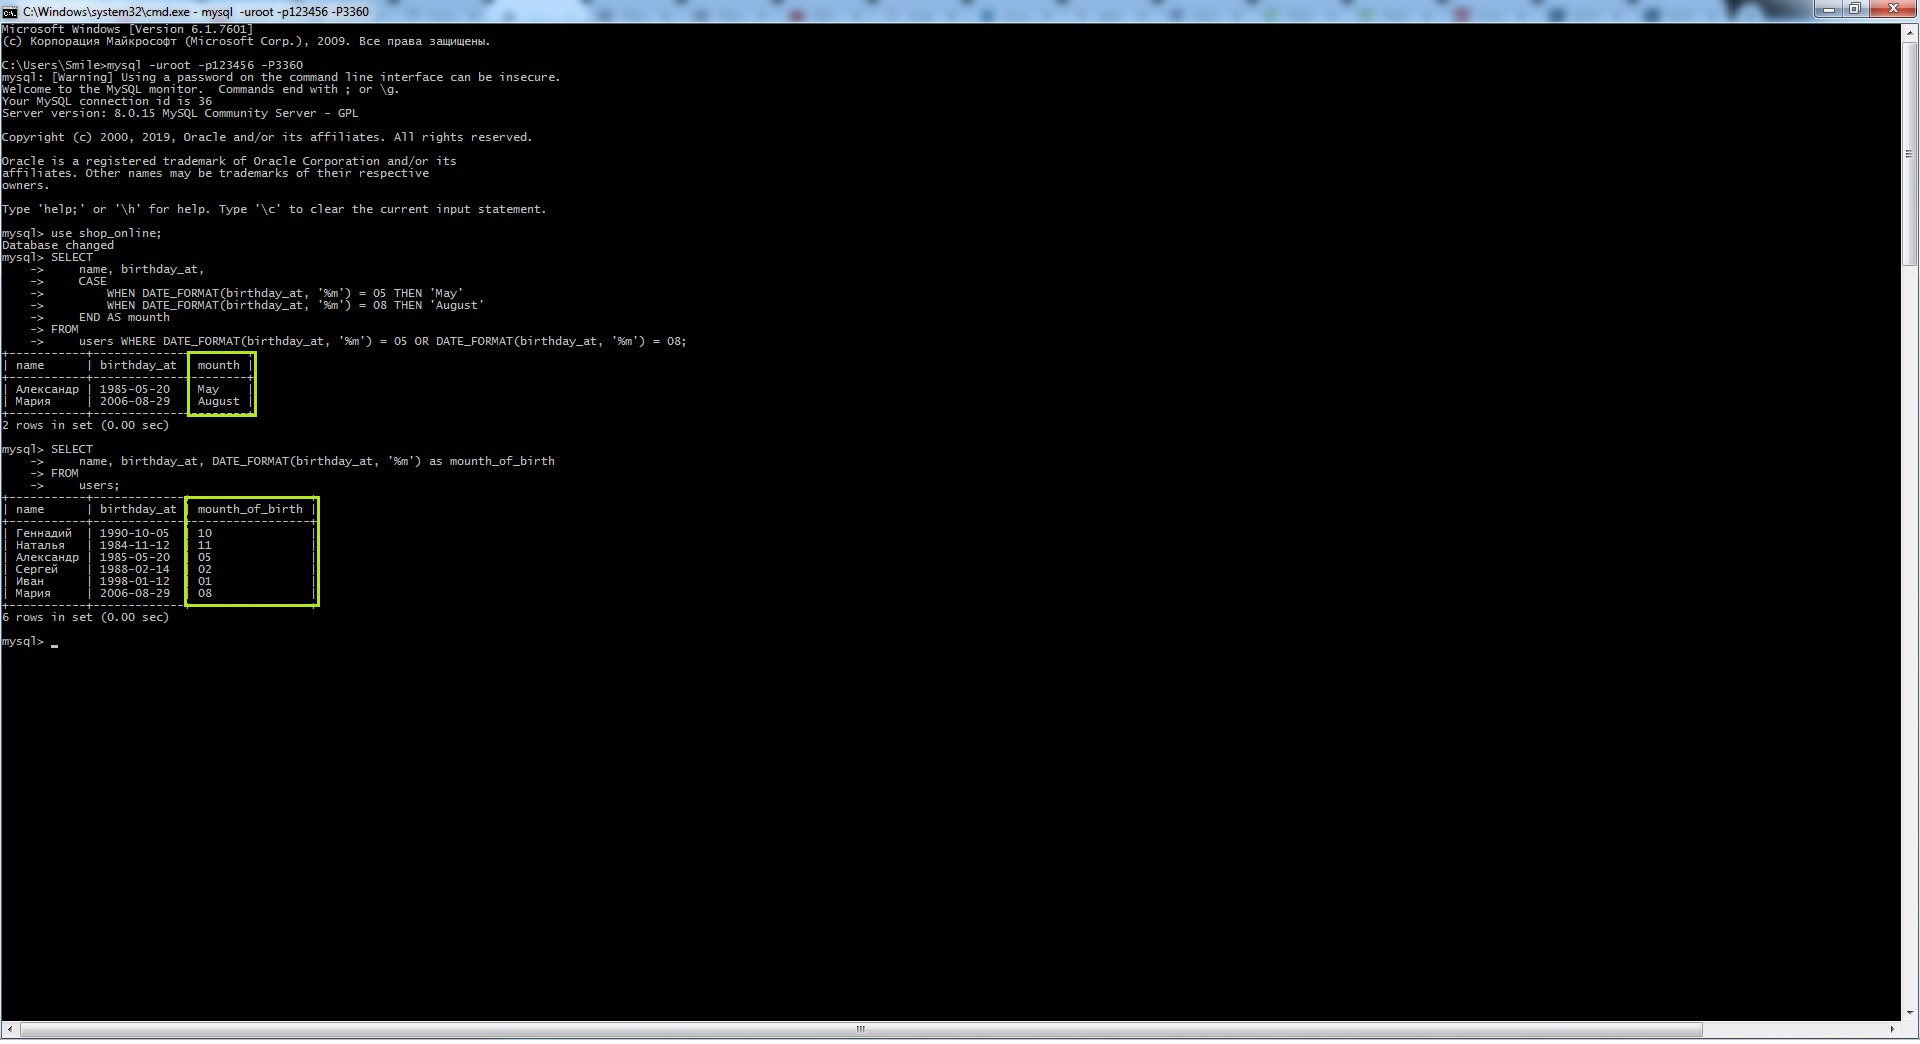 C:\Windows\system32\cmd.exe - mysql  -uroot -p123456 -P3360
Microsoft Windows [Version 6.1.7601]
(c) Корпорация Майкрософт (Microsoft Corp.), 2009. Все права защищены.
C:\Users\Smile>mysql -uroot -p123456 -P3360
mysql: [Warning] Using a password on the command line interface can be insecure.
Welcome to the MySQL monitor.  Commands end with ; or \g.
Your MySQL connection id is 36
Server version: 8.0.15 MySQL Community Server - GPL
Copyright (c) 2000, 2019, Oracle and/or its affiliates. All rights reserved.
Oracle is a registered trademark of Oracle Corporation and/or its
affiliates. Other names may be trademarks of their respective
owners.
Type 'help;' or '\h' for help. Type '\c' to clear the current input statement.
mysql> use shop_online;
Database changed
mysql> SELECT
    ->     name, birthday_at,
    ->     CASE
    ->         WHEN DATE_FORMAT(birthday_at, '%m') = 05 THEN 'May'
    ->         WHEN DATE_FORMAT(birthday_at, '%m') = 08 THEN 'August'
    ->     END AS mounth
    -> FROM
    ->     users WHERE DATE_FORMAT(birthday_at, '%m') = 05 OR DATE_FORMAT(birthday_at, '%m') = 08;
+-----------+-------------+--------+
| name      | birthday_at | mounth |
+-----------+-------------+--------+
| Александр | 1985-05-20  | May    |
| Мария     | 2006-08-29  | August |
+-----------+-------------+--------+
2 rows in set (0.00 sec)
mysql> SELECT
    ->     name, birthday_at, DATE_FORMAT(birthday_at, '%m') as mounth_of_birth
    -> FROM
    ->     users;
+-----------+-------------+-----------------+
| name      | birthday_at | mounth_of_birth |
+-----------+-------------+-----------------+
| Геннадий  | 1990-10-05  | 10              |
| Наталья   | 1984-11-12  | 11              |
| Александр | 1985-05-20  | 05              |
| Сергей    | 1988-02-14  | 02              |
| Иван      | 1998-01-12  | 01              |
| Мария     | 2006-08-29  | 08              |
+-----------+-------------+-----------------+
6 rows in set (0.00 sec)
mysql> _